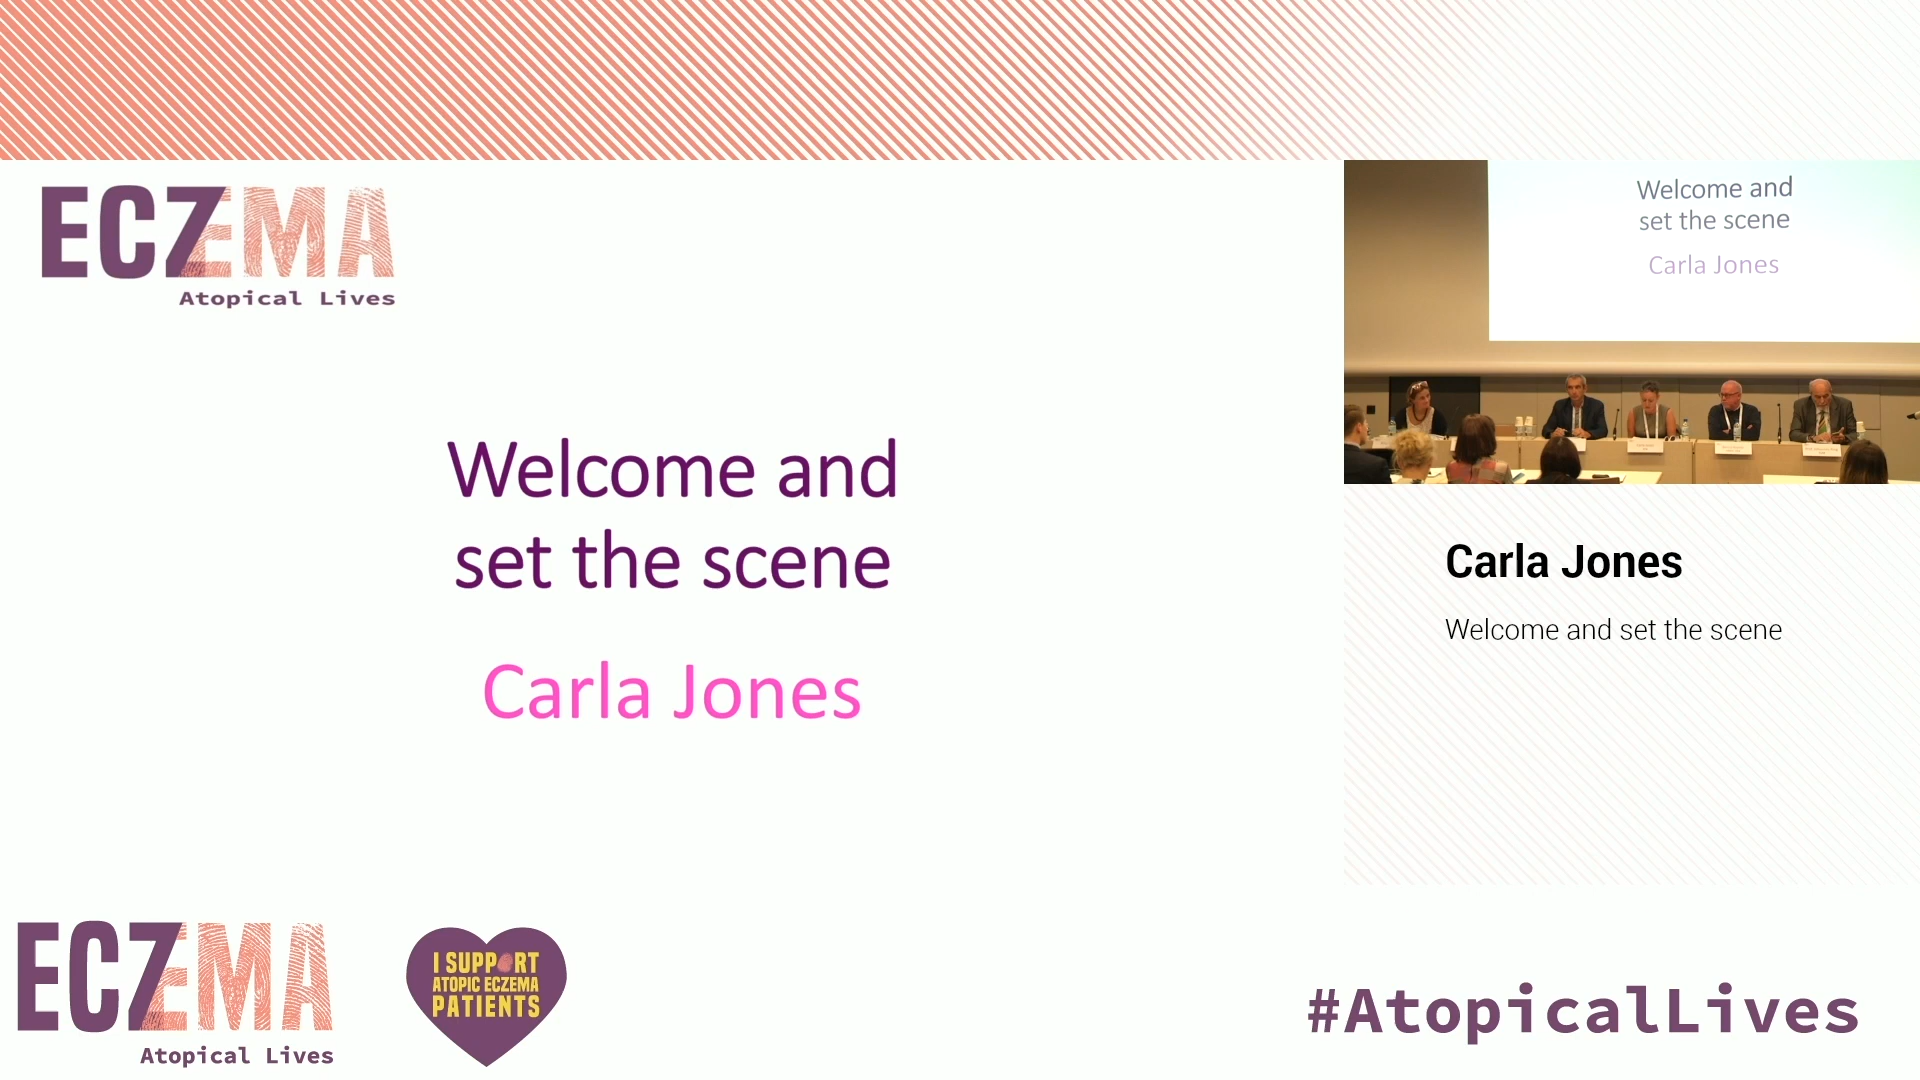 ECZEMA
Atopical Lives
Welcome and
set the scene
Carla Jones
Welcome and
set the scene
Carla Jones
Carla Jones
Welcome and set the scene
ECZEMA
Atopical Lives
I SUPPORT
ATOPIC ECZEMA
PATIENTS
#AtopicalLives